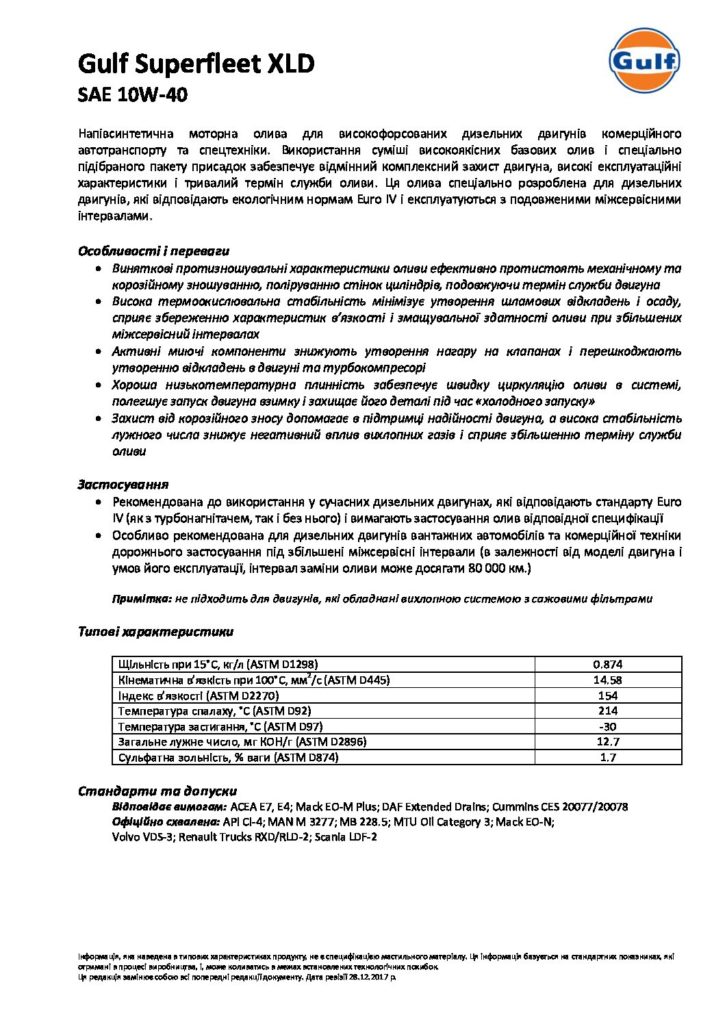 Gulf Superfleet XLD
Gulf
SAE 10W-40
Напівсинтетична моторна олива для високофорсованих дизельних двигунів комерційного
автотранспорту та спецтехніки. Використання суміші високоякісних базових олив і спеціально
підібраного пакету присадок забезпечує відмінний комплексний захист двигуна, високі експлуатаційні
характеристики і тривалий термін служби оливи. Ця олива спеціально розроблена для дизельних
двигунів, які відповідають екологічним нормам Euro IV і експлуатуються з подовженими міжсервісними
інтервалами.
Особливості і переваги
• Виняткові протизношувальні характеристики оливи ефективно протистоять механічному та
корозійному зношуванню, поліруванню стінок циліндрів, подовжуючи термін служби двигуна
• Висока термоокислювальна стабільність мінімізує утворення шламових відкладень і осаду,
сприяє збереженню характеристик в’язкості і змащувальної здатності оливи при збільшених
міжсервісний інтервалах
• Активні миючі компоненти знижують утворення нагару на клапанах і перешкоджають
утворенню відкладень в двигуні та турбокомпресорі
• Хороша низькотемпературна плинність забезпечує швидку циркуляцію оливи в системі,
полегшує запуск двигуна взимку і захищає його деталі під час «холодного запуску»
• Захист від корозійного зносу допомагає в підтримці надійності двигуна, а висока стабільність
лужного числа знижує негативний вплив вихлопних газів і сприяє збільшенню терміну служби
оливи
Застосування
• Рекомендована до використання у сучасних дизельних двигунах, які відповідають стандарту Euro
IV (як з турбонагнітачем, так і без нього) і вимагають застосування олив відповідної специфікації
• Особливо рекомендована для дизельних двигунів вантажних автомобілів та комерційної техніки
дорожнього застосування під збільшені міжсервісні інтервали (в залежності від моделі двигуна і
умов його експлуатації, інтервал заміни оливи може досягати 80 000 км.)
Примітка: не підходить для двигунів, які обладнані вихлопною системою з сажовими фільтрами
Типові характеристики
Щільність при 15°C, кг/л (ASTM D1298) 0.874
Кінематична в’язкість при 100°C, мм²/с (ASTM D445) 14.58
Індекс в’язкості (ASTM D2270) 154
Температура спалаху, °C (ASTM D92) 214
Температура застигання, °C (ASTM D97) -30
Загальне лужне число, мг КОН/г (ASTM D2896) 12.7
Сульфатна зольність, % ваги (ASTM D874) 1.7
Стандарти та допуски
Відповідає вимогам: ACEA E7, E4; Mack EO-M Plus; DAF Extended Drains; Cummins CES 20077/20078
Офіційно схвалена: API CI-4; MAN M 3277; MB 228.5; MTU Oil Category 3; Mack EO-N;
Volvo VDS-3; Renault Trucks RXD/RLD-2; Scania LDF-2
Інформація, яка наведена в типових характеристиках продукту, не є специфікацією мастильного матеріалу. Ця інформація базується на стандартних показниках, які
отримані в процесі виробництва, і, може коливатись в межах встановлених технологічних похибок.
Ця редакція замінює собою всі попередні редакції документу. Дата ревізії 28.12.2017 р.